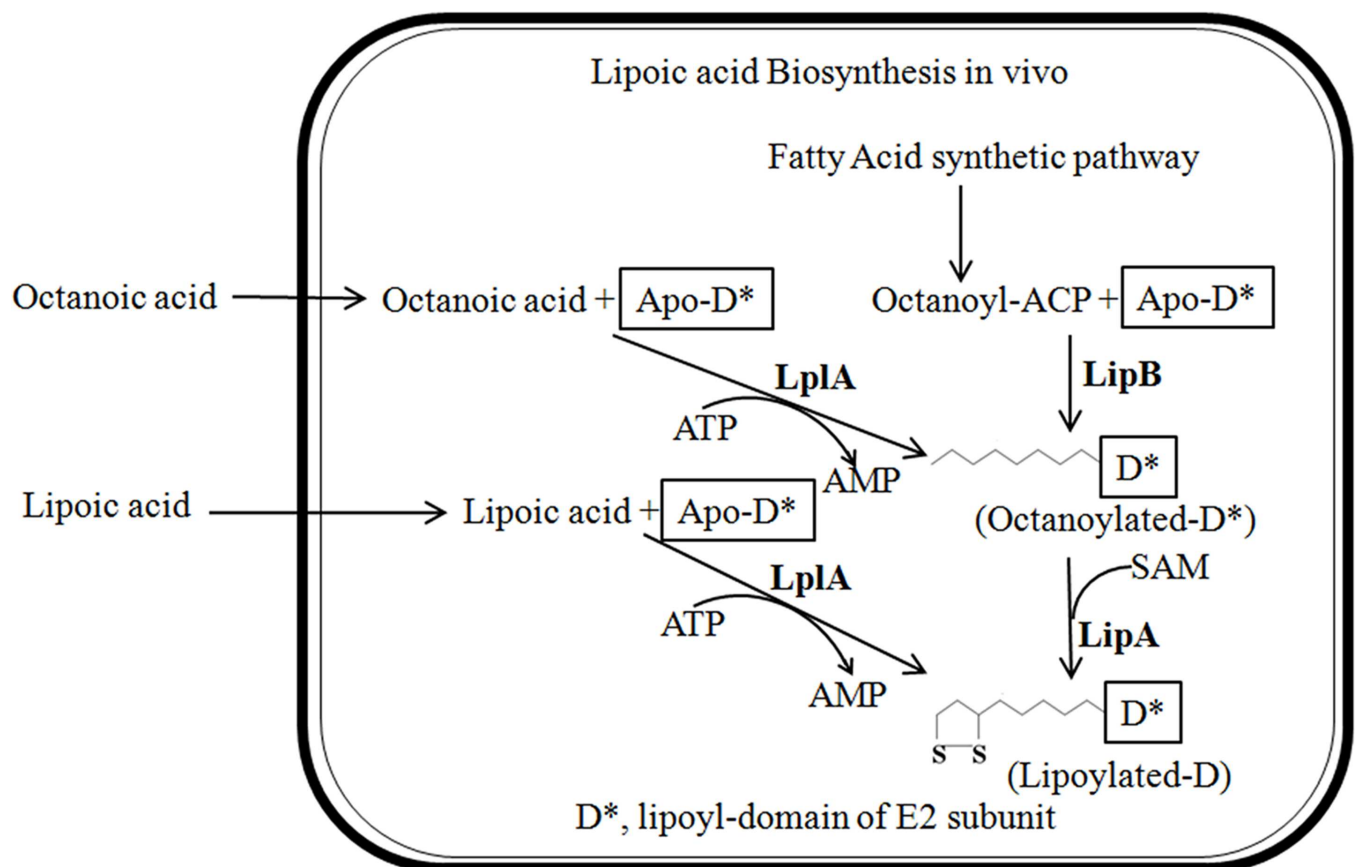 Lipoic acid Biosynthesis in vivo
Fatty Acid synthetic pathway
Octanoic acid
Octanoic acid + Apo-D*
Octanoyl-ACP + Apo-D*
LplA
LipB
ATP
AMP
D*
(Octanoylated-D*)
Lipoic acid
Lipoic acid + Apo-D*
SAM
LplA
LipA
ATP
AMP
D*
S S
(Lipoylated-D)
D*, lipoyl-domain of E2 subunit